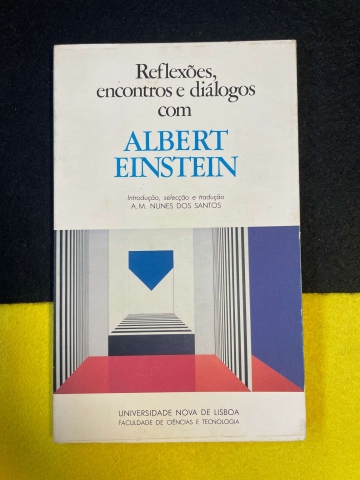 Reflexões,
encontros e diálogos
com
ALBERT
EINSTEIN
Introdução, selecção e tradução
A.M. NUNES DOS SANTOS
UNIVERSIDADE NOVA DE LISBOA
FACULDADE DE CIÊNCIAS E TECNOLOGIA